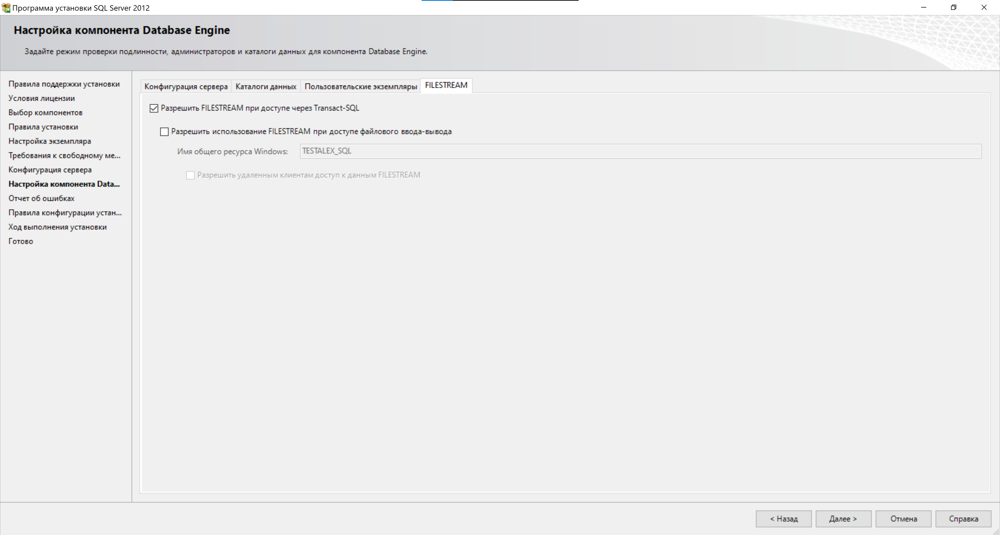 Программа установки SQL Server 2012
Настройка компонента Database Engine
Задайте режим проверки подлинности, администраторов и каталоги данных для компонента Database Engine.
Правила поддержки установки
Условия лицензии
Выбор компонентов
Правила установки
Настройка экземпляра
Требования к свободному ме...
Конфигурация сервера
Настройка компонента Data...
Отчет об ошибках
Правила конфигурации устан...
Ход выполнения установки
Готово
Конфигурация сервера Каталоги данных Пользовательские экземпляры FILESTREAM
Разрешить FILESTREAM при доступе через Transact-SQL
Разрешить использование FILESTREAM при доступе файлового ввода-вывода
Имя общего ресурса Windows: TESTALEX_SQL
Разрешить удаленным клиентам доступ к данным FILESTREAM
< Назад Далее > Отмена Справка